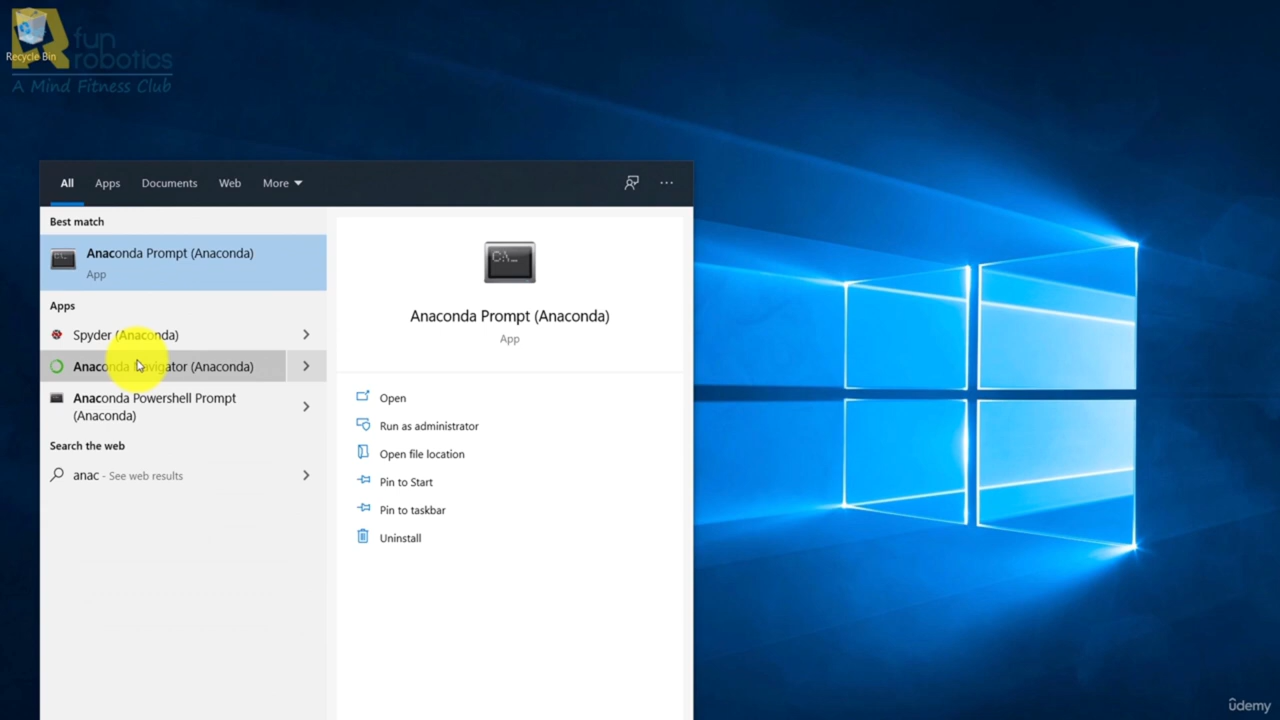 fun
robotics
Recycle Bin
A Mind Fitness Club
All
Apps
Documents
Web
More
Best match
Anaconda Prompt (Anaconda)
App
Apps
Spyder (Anaconda)
Anaconda Navigator (Anaconda)
Anaconda Powershell Prompt
(Anaconda)
Search the web
anac - See web results
C:\_
Anaconda Prompt (Anaconda)
App
Open
Run as administrator
Open file location
Pin to Start
Pin to taskbar
Uninstall
ûdemy